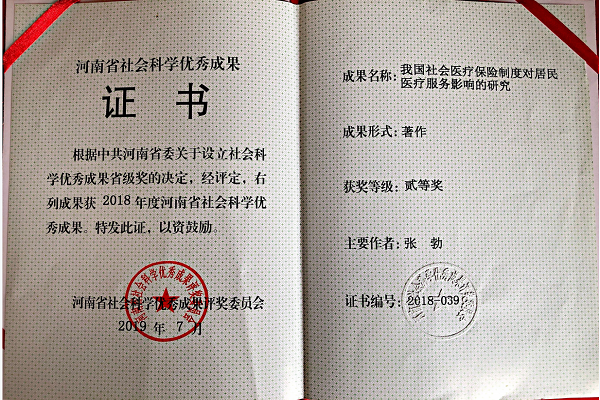 河南省社会科学优秀成果
证 书
根据中共河南省委关于设立社会科
学优秀成果省级奖的决定，经评定，右
列成果获 2018 年度河南省社会科学优
秀成果。特发此证，以资鼓励。
河南省社会科学优秀成果评奖委员会
2019 年 7 月
成果名称：我国社会医疗保险制度对居民
医疗服务影响的研究
成果形式：著作
获奖等级：贰等奖
主要作者：张 勃
证书编号：2018-039